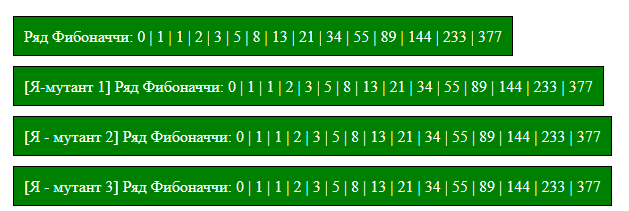 Ряд Фибоначчи: 0 | 1 | 1 | 2 | 3 | 5 | 8 | 13 | 21 | 34 | 55 | 89 | 144 | 233 | 377
[Я-мутант 1] Ряд Фибоначчи: 0 | 1 | 1 | 2 | 3 | 5 | 8 | 13 | 21 | 34 | 55 | 89 | 144 | 233 | 377
[Я - мутант 2] Ряд Фибоначчи: 0 | 1 | 1 | 2 | 3 | 5 | 8 | 13 | 21 | 34 | 55 | 89 | 144 | 233 | 377
[Я - мутант 3] Ряд Фибоначчи: 0 | 1 | 1 | 2 | 3 | 5 | 8 | 13 | 21 | 34 | 55 | 89 | 144 | 233 | 377